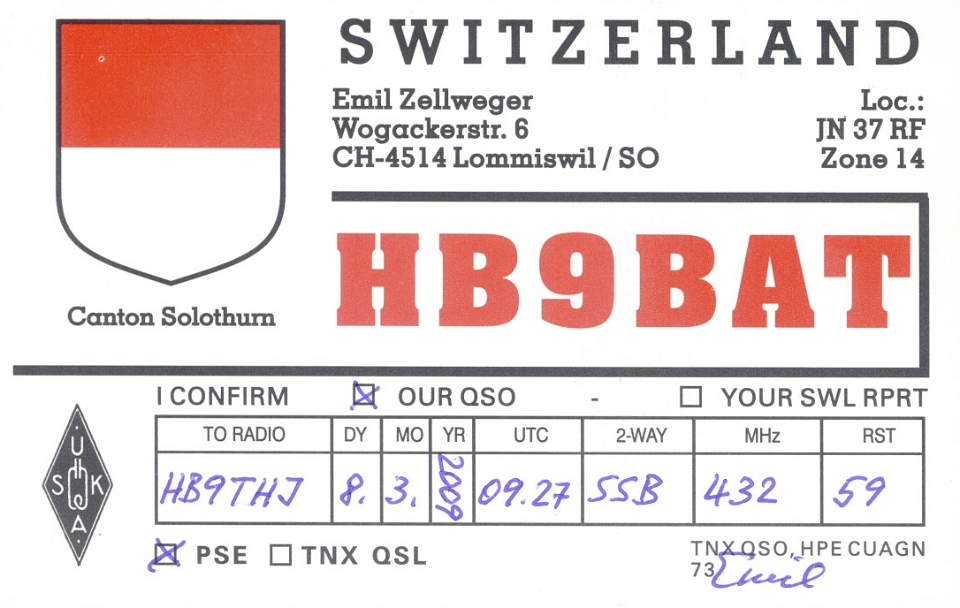 SWITZERLAND
Emil Zellweger
Wogackerstr. 6
CH-4514 Lommiswil / SO
Loc.:
JN 37 RF
Zone 14
HB9BAT
Canton Solothurn
I CONFIRM ☒ OUR QSO - ☐ YOUR SWL RPRT
TO RADIO DY MO YR UTC 2-WAY MHz RST
HB9THJ 8. 3. 2009 09.27 SSB 432 59
USKA
☒ PSE ☐ TNX QSL
TNX QSO, HPE CUAGN
73 Emil